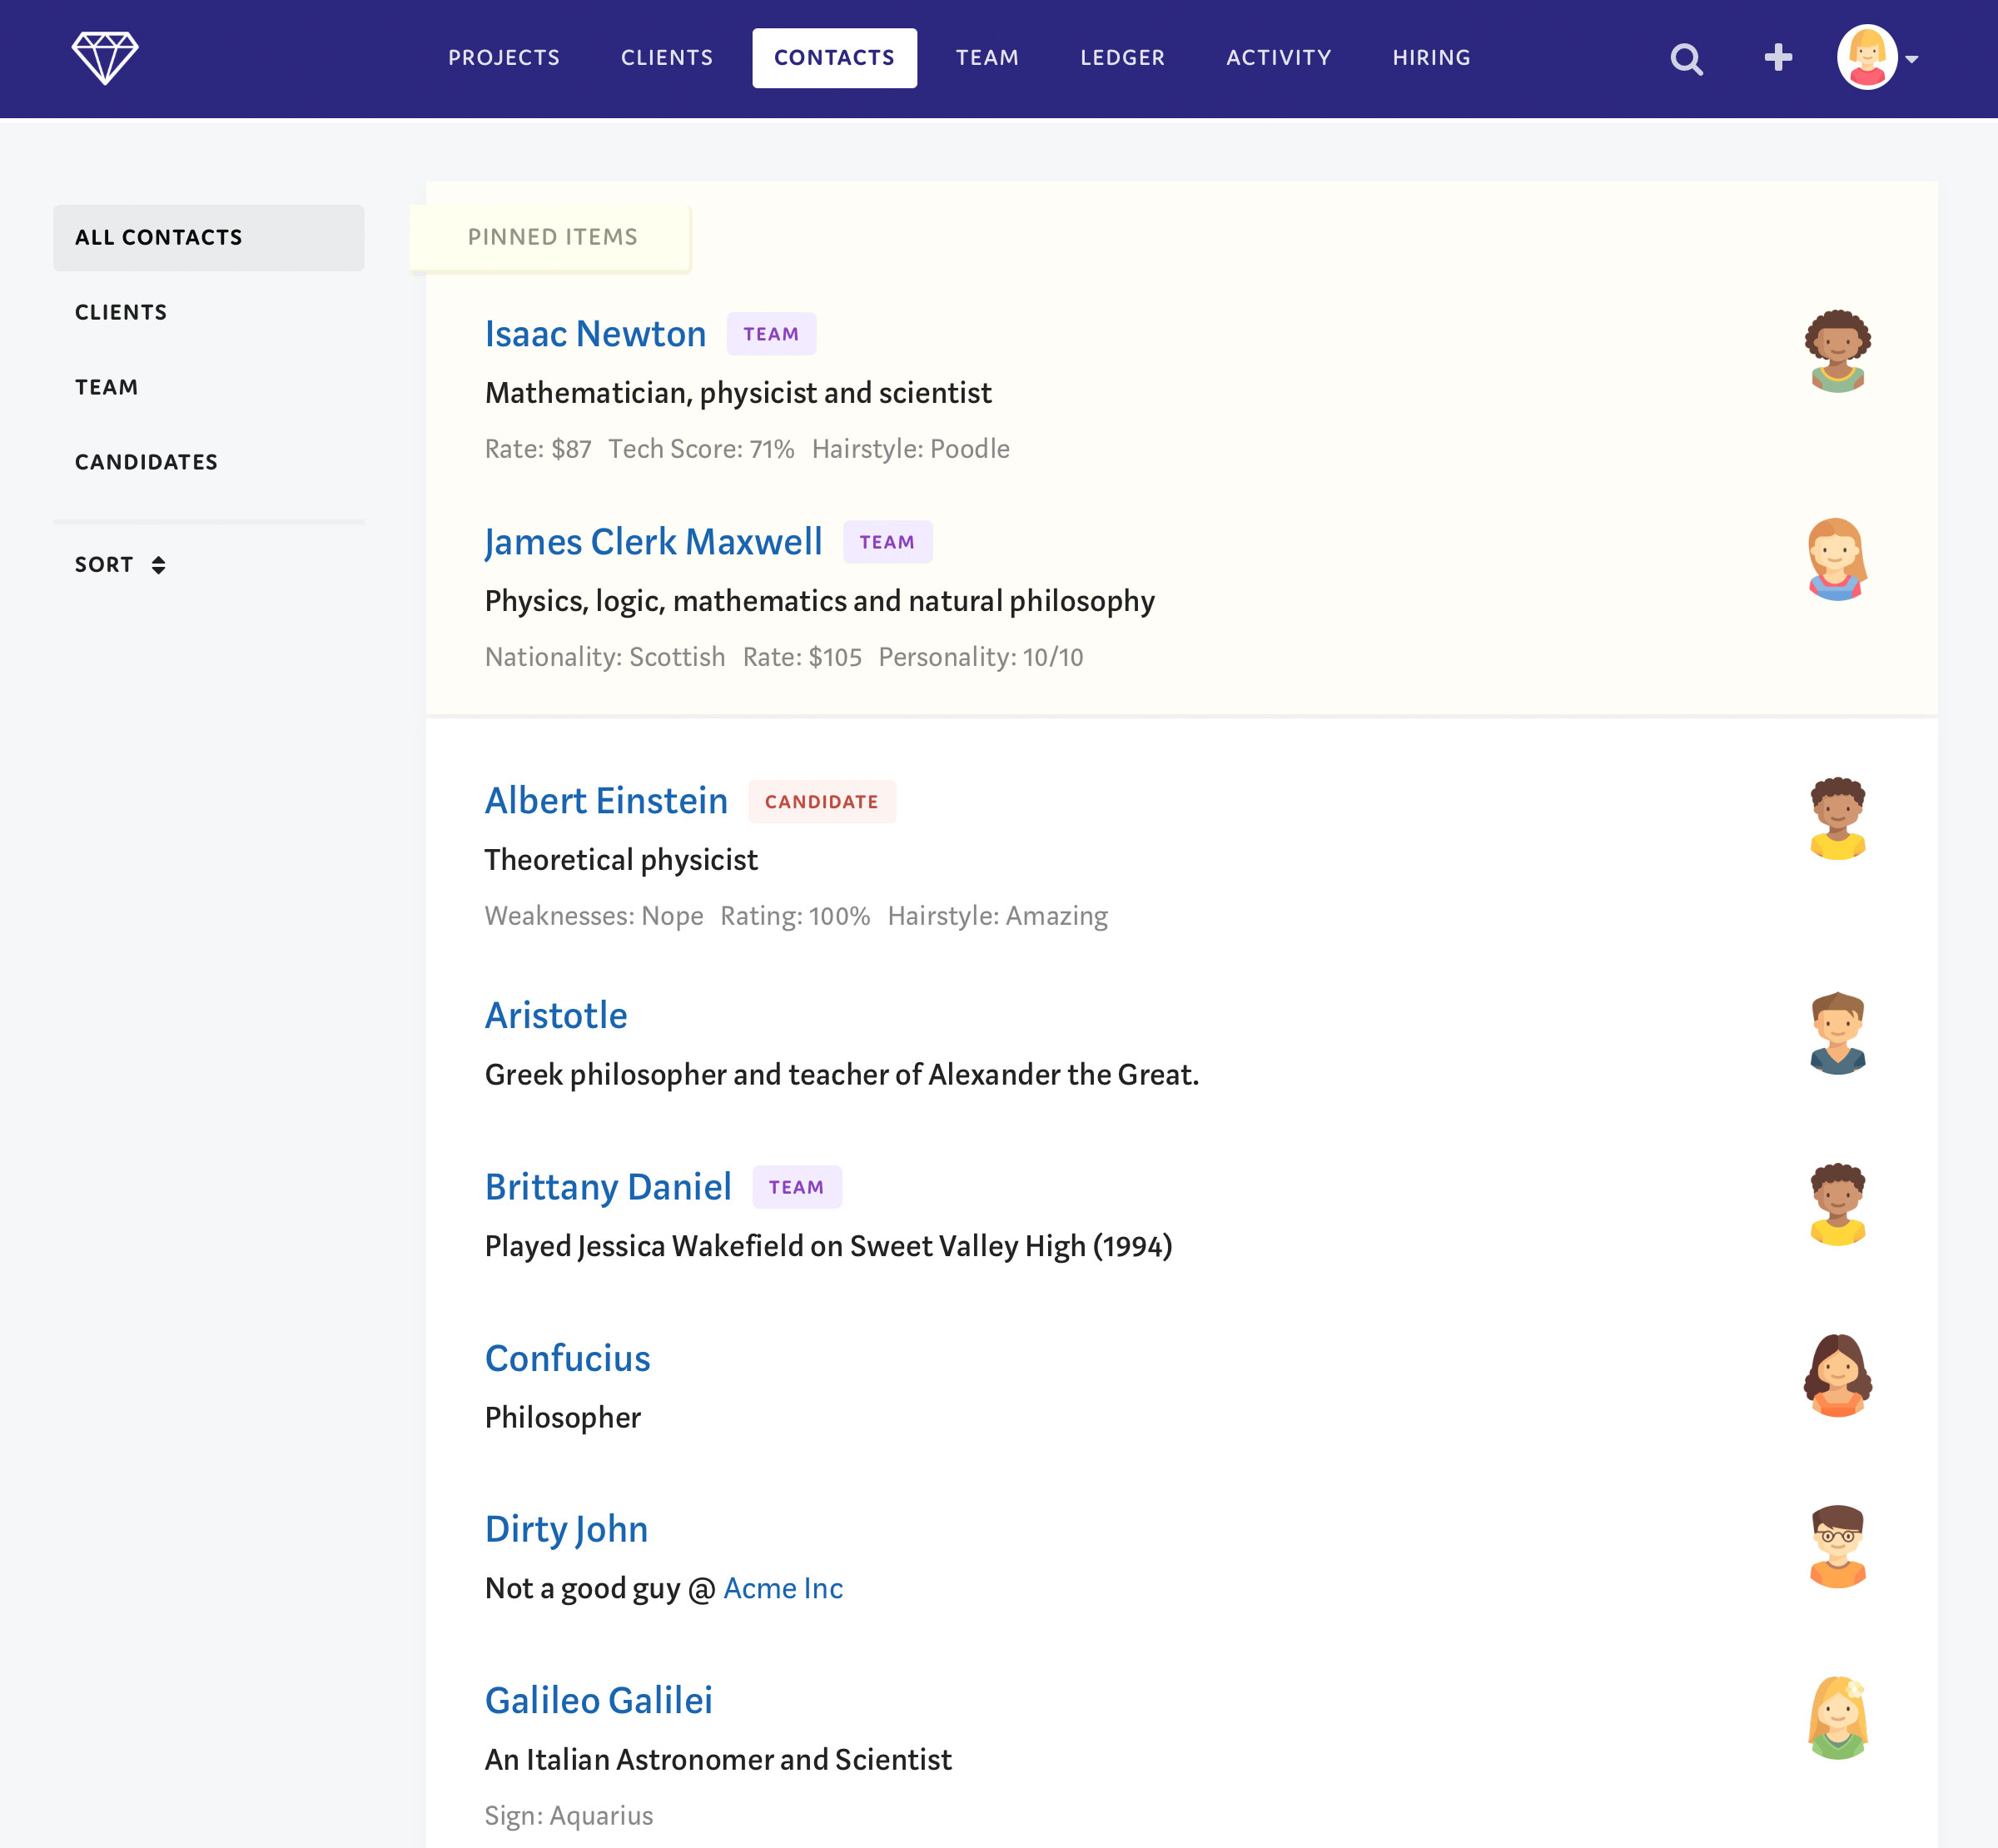 PROJECTS
CLIENTS
CONTACTS
TEAM
LEDGER
ACTIVITY
HIRING
ALL CONTACTS
CLIENTS
TEAM
CANDIDATES
SORT
PINNED ITEMS
Isaac Newton TEAM
Mathematician, physicist and scientist
Rate: $87 Tech Score: 71% Hairstyle: Poodle
James Clerk Maxwell TEAM
Physics, logic, mathematics and natural philosophy
Nationality: Scottish Rate: $105 Personality: 10/10
Albert Einstein CANDIDATE
Theoretical physicist
Weaknesses: Nope Rating: 100% Hairstyle: Amazing
Aristotle
Greek philosopher and teacher of Alexander the Great.
Brittany Daniel TEAM
Played Jessica Wakefield on Sweet Valley High (1994)
Confucius
Philosopher
Dirty John
Not a good guy @ Acme Inc
Galileo Galilei
An Italian Astronomer and Scientist
Sign: Aquarius